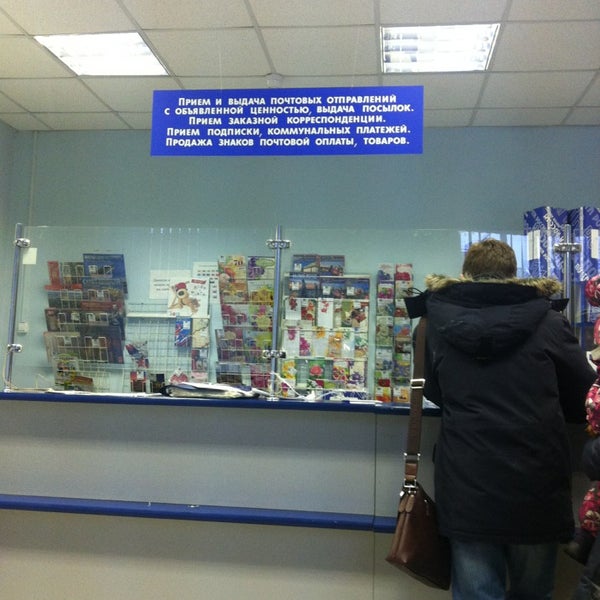 Прием и выдача почтовых отправлений
с объявленной ценностью, выдача посылок.
Прием заказной корреспонденции.
Прием подписки, коммунальных платежей.
Продажа знаков почтовой оплаты, товаров.